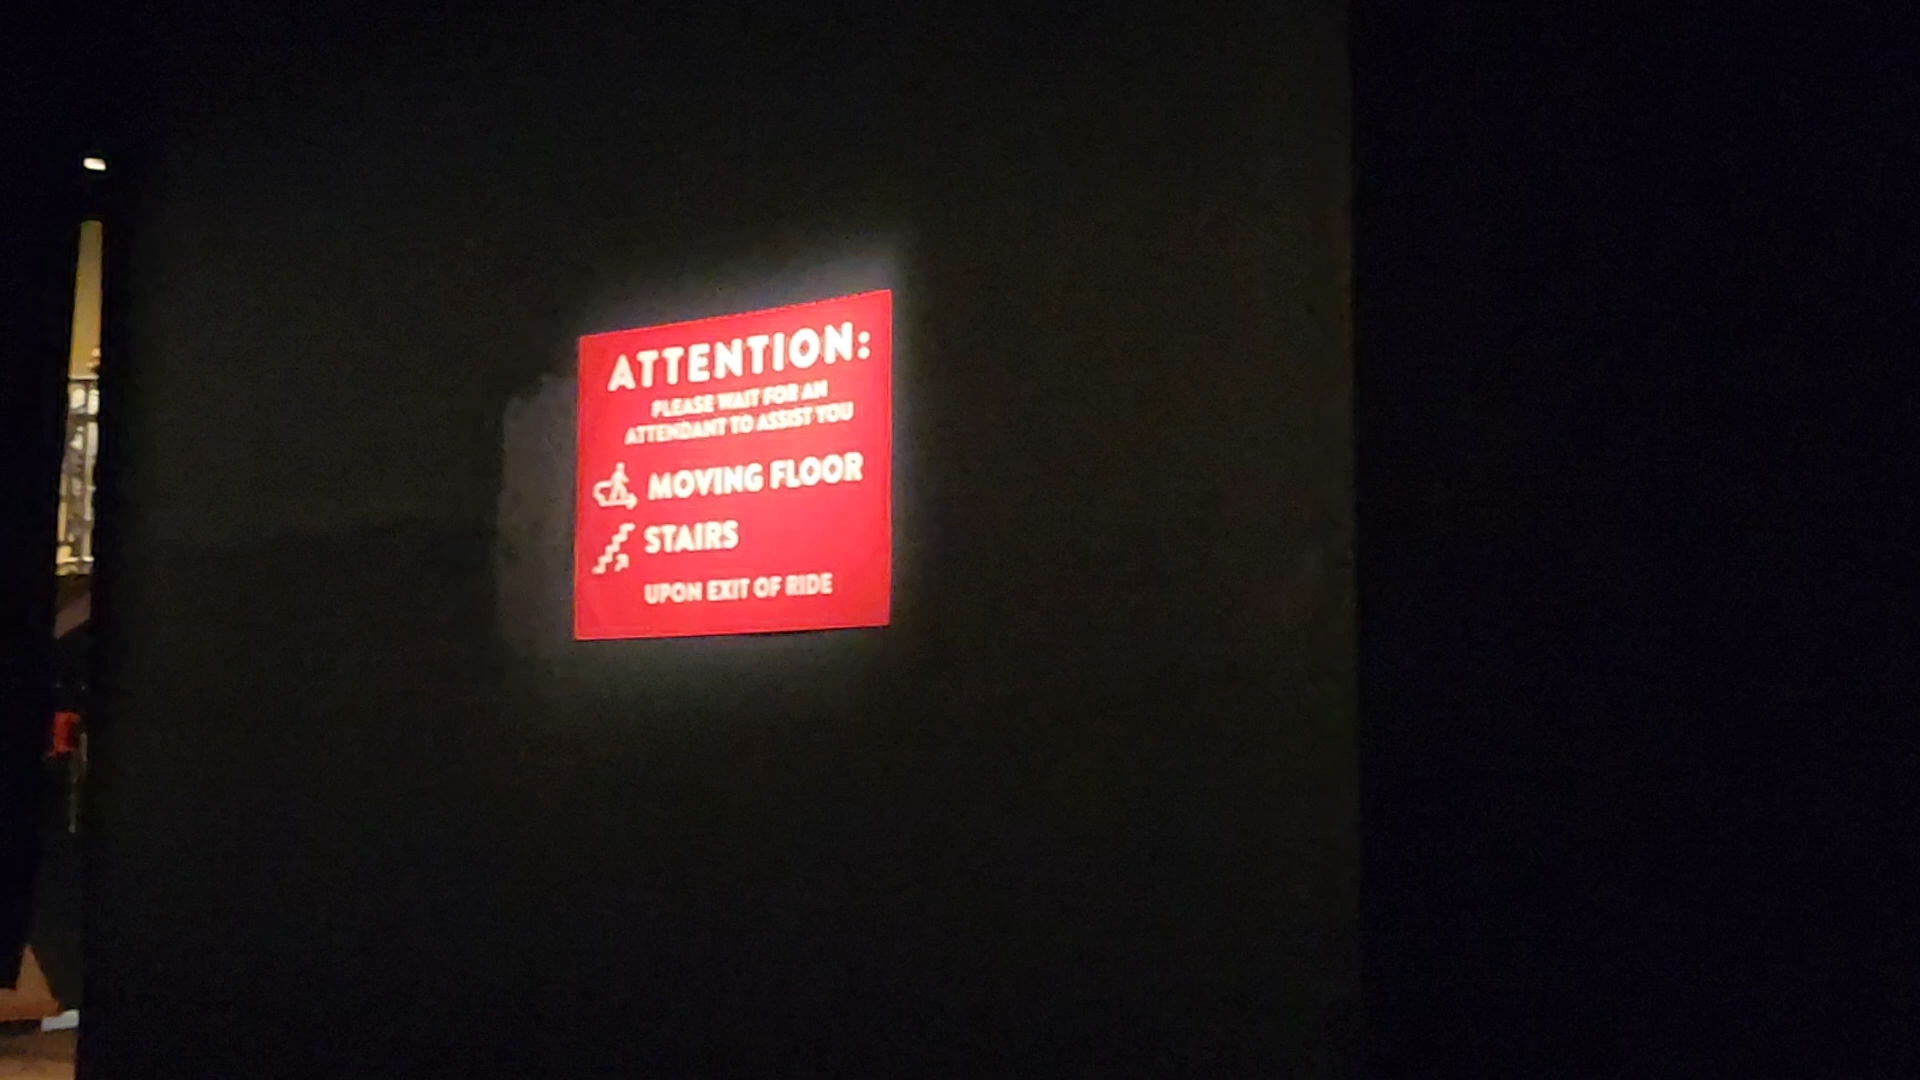 ATTENTION:
PLEASE WAIT FOR AN
ATTENDANT TO ASSIST YOU
MOVING FLOOR
STAIRS
UPON EXIT OF RIDE